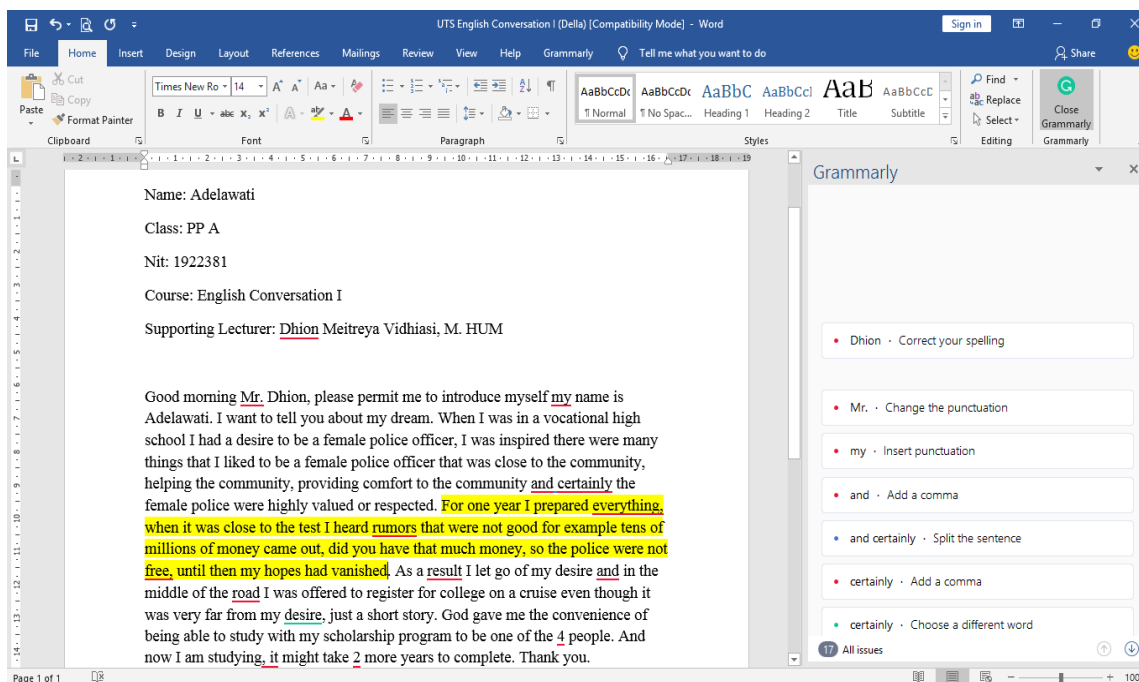 UTS English Conversation I (Della) [Compatibility Mode] - Word
Sign in
File Home Insert Design Layout References Mailings Review View Help Grammarly Tell me what you want to do Share
Paste
Cut
Copy
Format Painter
Clipboard
Times New Ro 14
Font
Paragraph
AaBbCcDc AaBbCcDc AaBbC AaBbCcl AaB AaBbCcD
¶ Normal ¶ No Spac... Heading 1 Heading 2 Title Subtitle
Styles
Find
Replace
Select
Editing
Close
Grammarly
Grammarly
Name: Adelawati
Class: PP A
Nit: 1922381
Course: English Conversation I
Supporting Lecturer: Dhion Meitreya Vidhiasi, M. HUM
Good morning Mr. Dhion, please permit me to introduce myself my name is
Adelawati. I want to tell you about my dream. When I was in a vocational high
school I had a desire to be a female police officer, I was inspired there were many
things that I liked to be a female police officer that was close to the community,
helping the community, providing comfort to the community and certainly the
female police were highly valued or respected. For one year I prepared everything,
when it was close to the test I heard rumors that were not good for example tens of
millions of money came out, did you have that much money, so the police were not
free, until then my hopes had vanished. As a result I let go of my desire and in the
middle of the road I was offered to register for college on a cruise even though it
was very far from my desire, just a short story. God gave me the convenience of
being able to study with my scholarship program to be one of the 4 people. And
now I am studying, it might take 2 more years to complete. Thank you.
Grammarly
Dhion · Correct your spelling
Mr. · Change the punctuation
my · Insert punctuation
and · Add a comma
and certainly · Split the sentence
certainly · Add a comma
certainly · Choose a different word
17 All issues
Page 1 of 1
100